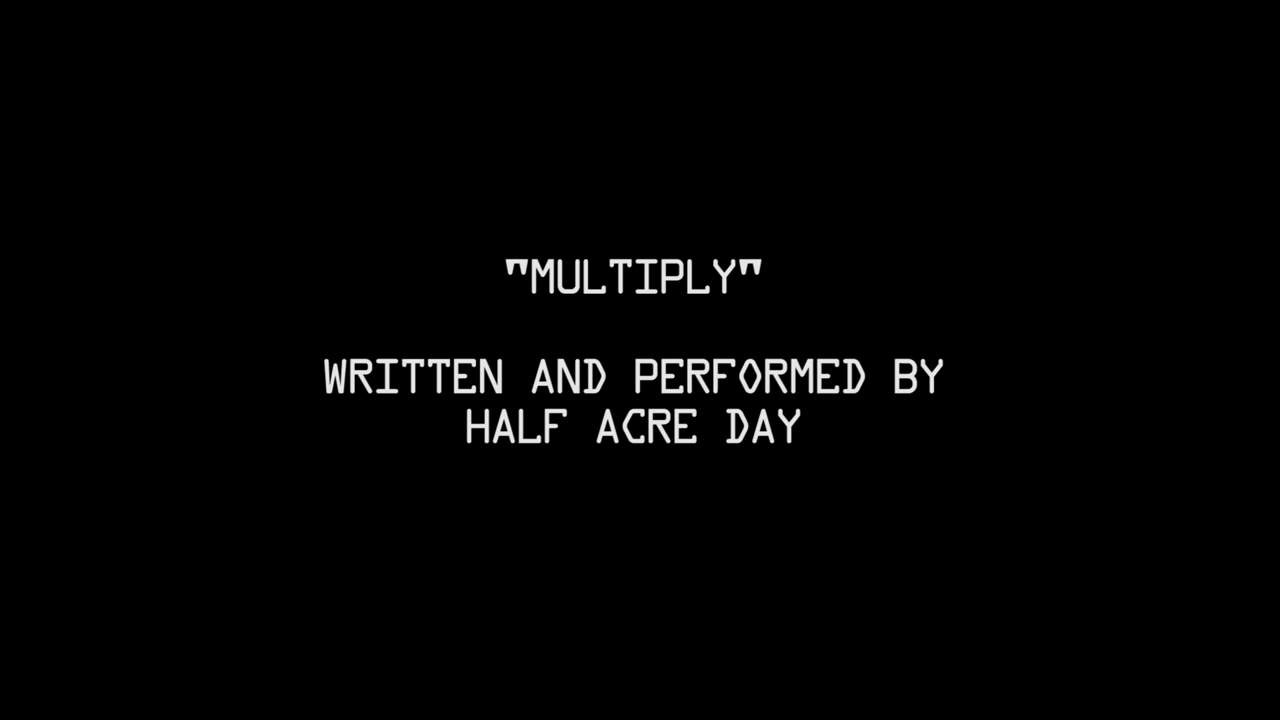 "MULTIPLY"
WRITTEN AND PERFORMED BY
HALF ACRE DAY